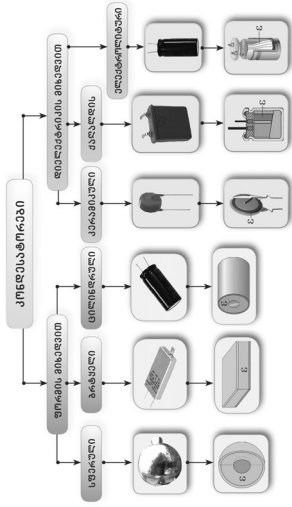 კონდენსატორები
ფორმის მიხედვით
დიელექტრიკის მიხედვით
სფერული
ბრტყელი
ცილინდრული
კერამიკული
ქაღალდის
ელექტროლიტური
ε
ε
ε
ε
ε
ε